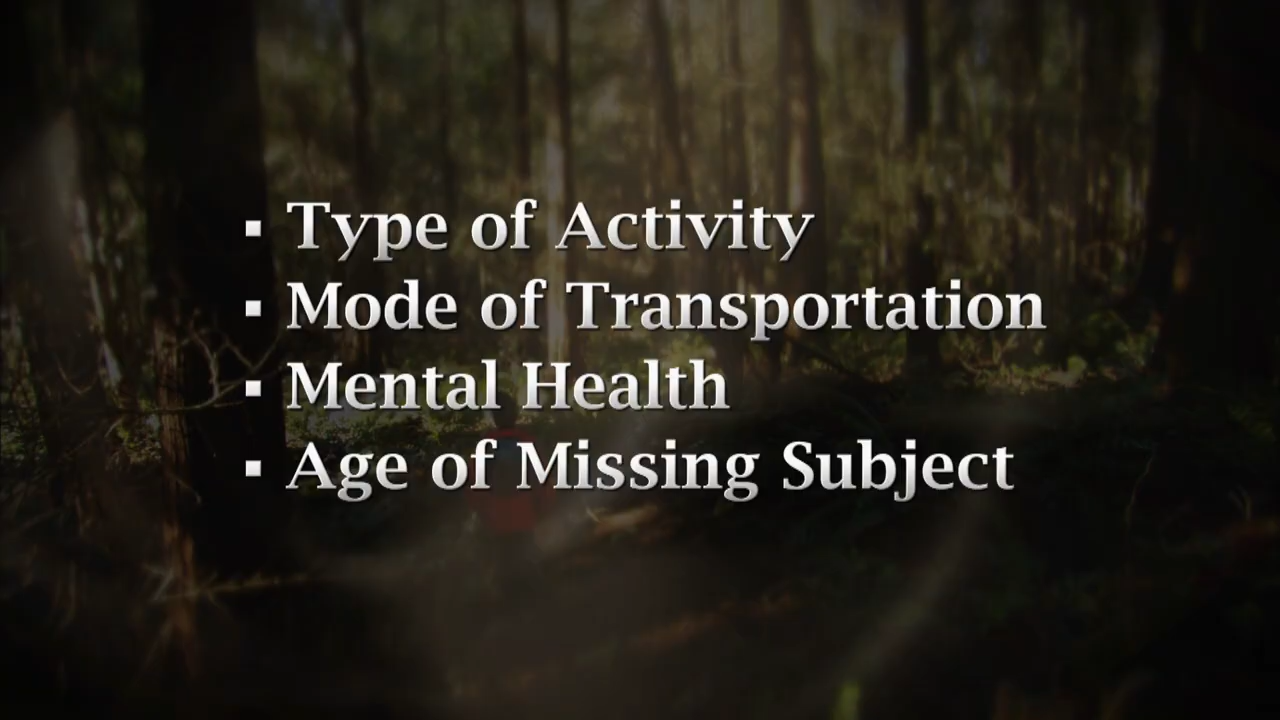 ▪ Type of Activity
▪ Mode of Transportation
▪ Mental Health
▪ Age of Missing Subject